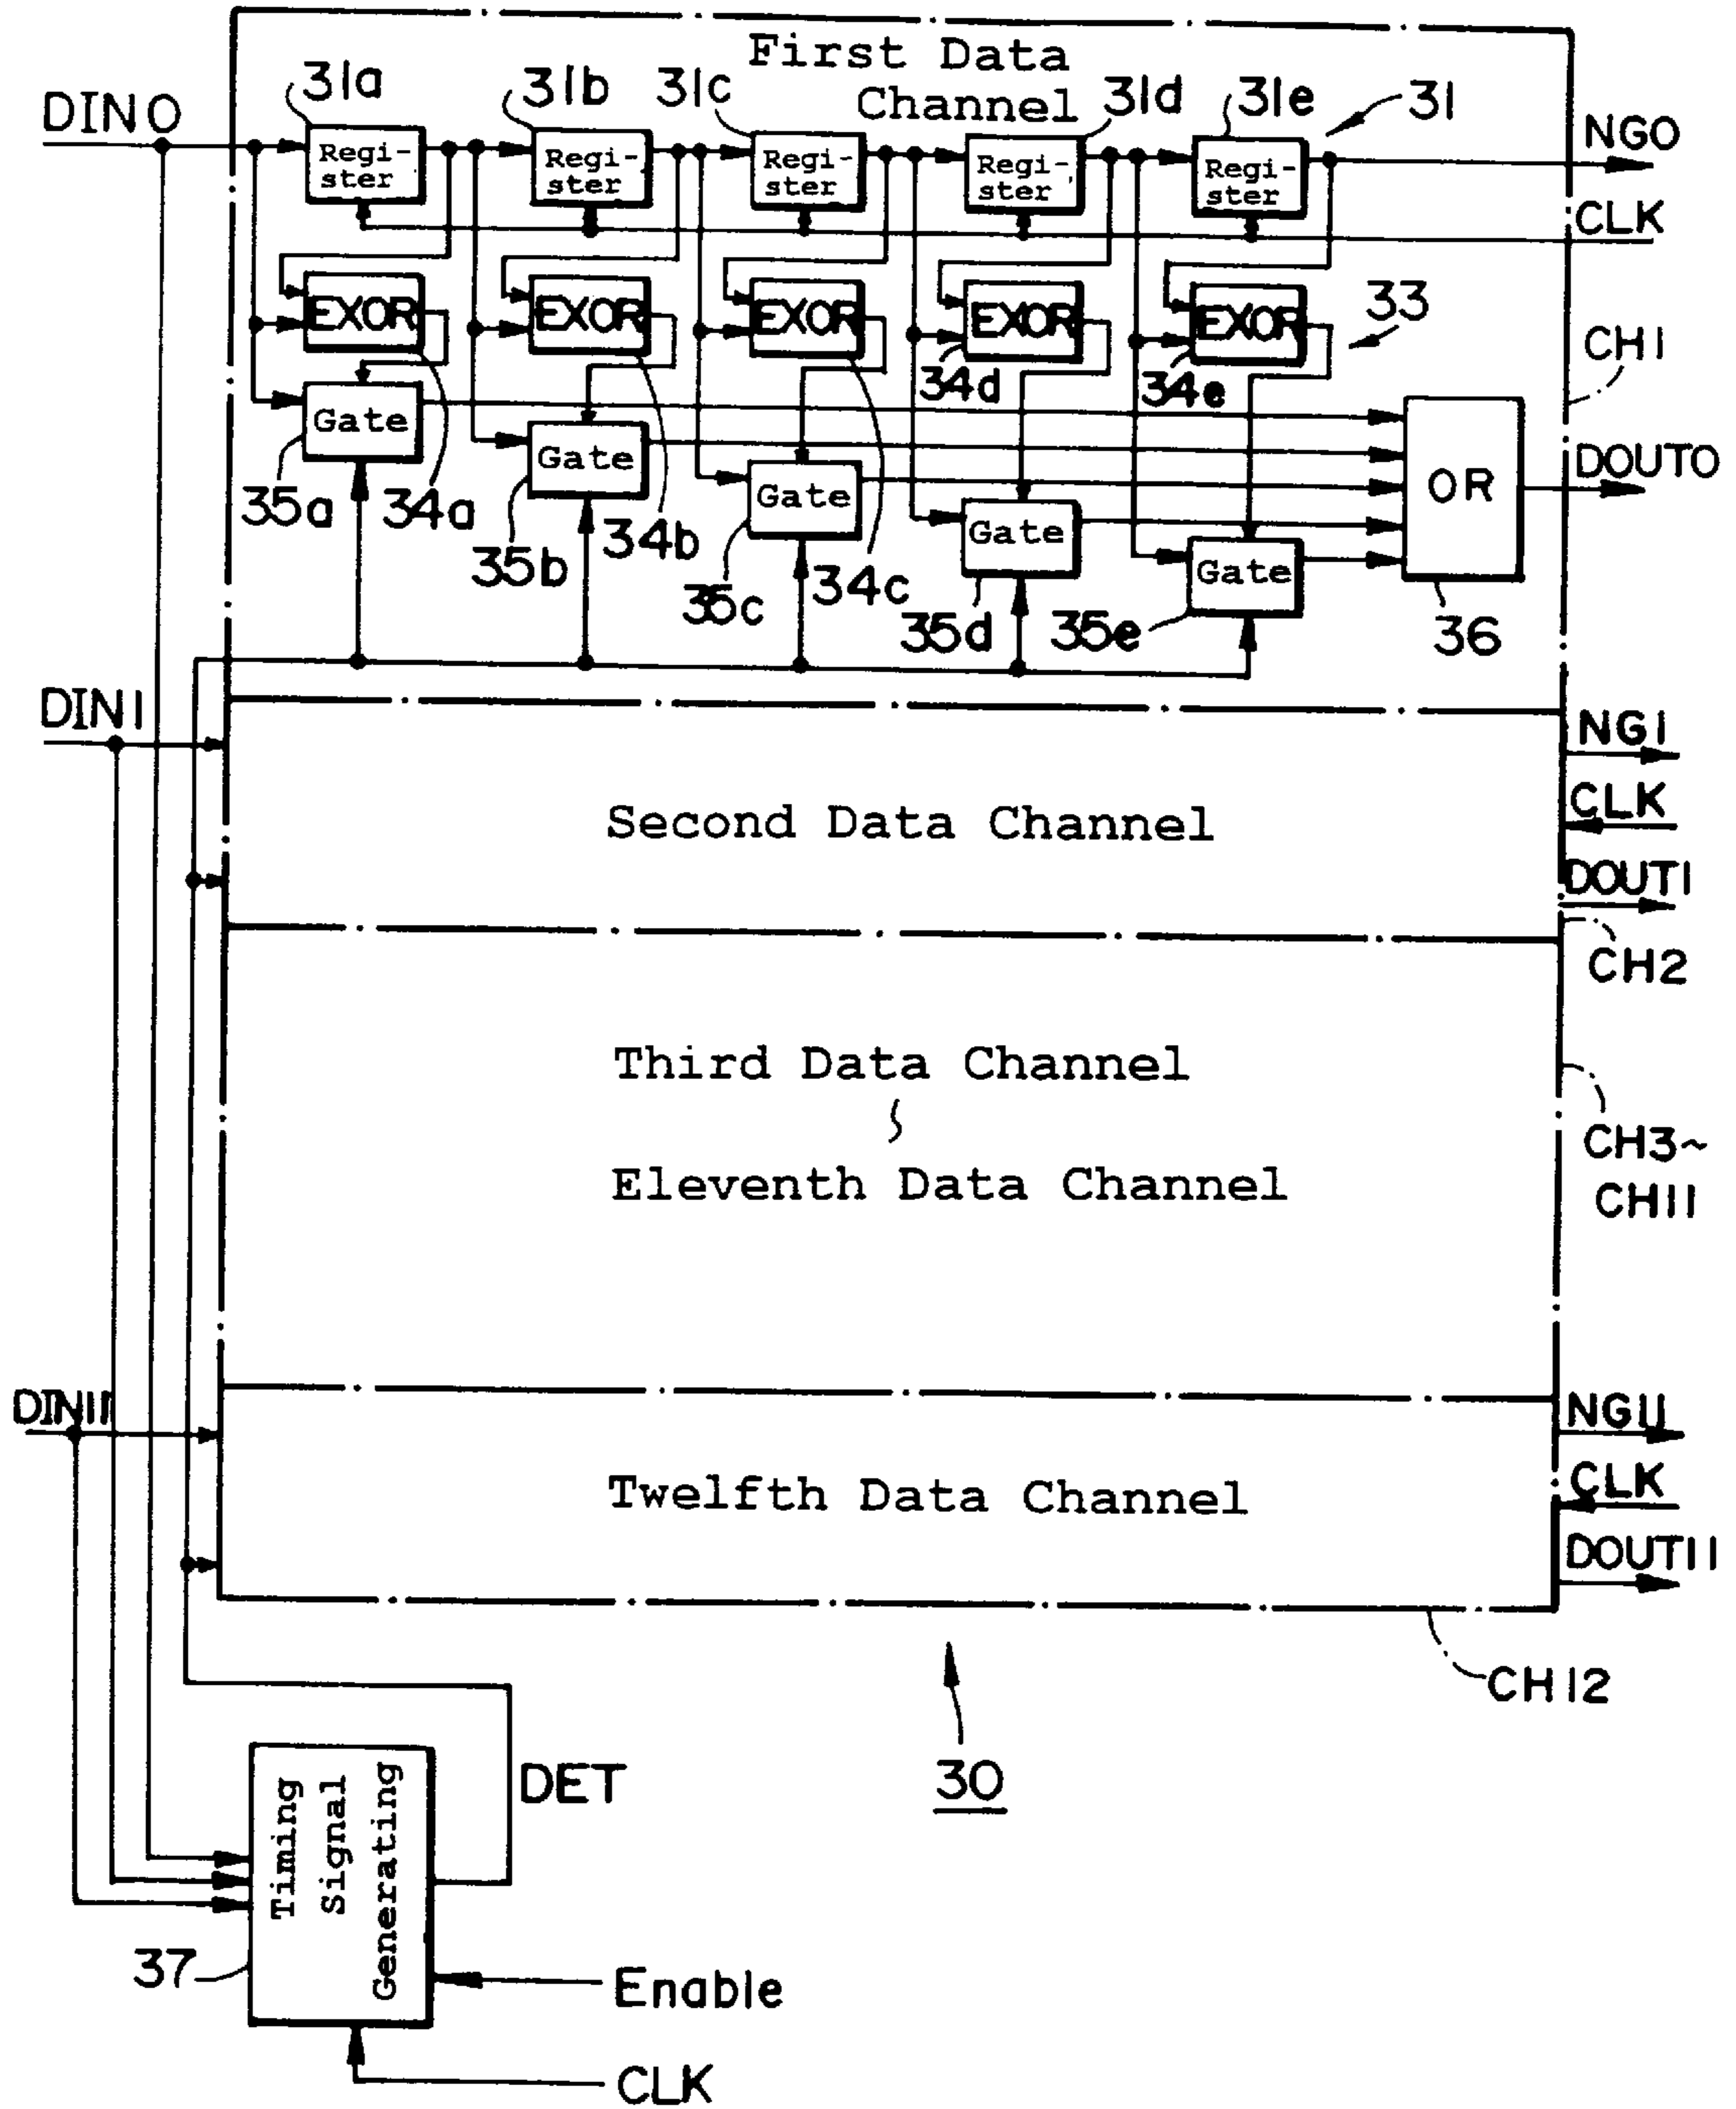 First Data
Channel
DIN0
31a
31b
31c
31d
31e
31
NG0
Regi-
ster
Regi-
ster
Regi-
ster
Regi-
ster
Regi-
ster
CLK
EXOR
EXOR
EXOR
EXOR
EXOR
33
CH1
34d
34e
Gate
Gate
Gate
Gate
Gate
OR
DOUT0
35a
34a
35b
34b
35c
34c
35d
35e
36
DIN1
NG1
Second Data Channel
CLK
DOUT1
CH2
Third Data Channel
~
Eleventh Data Channel
CH3~
CH11
DIN11
NG11
Twelfth Data Channel
CLK
DOUT11
CH12
30
DET
Timing
Signal
Generating
37
Enable
CLK